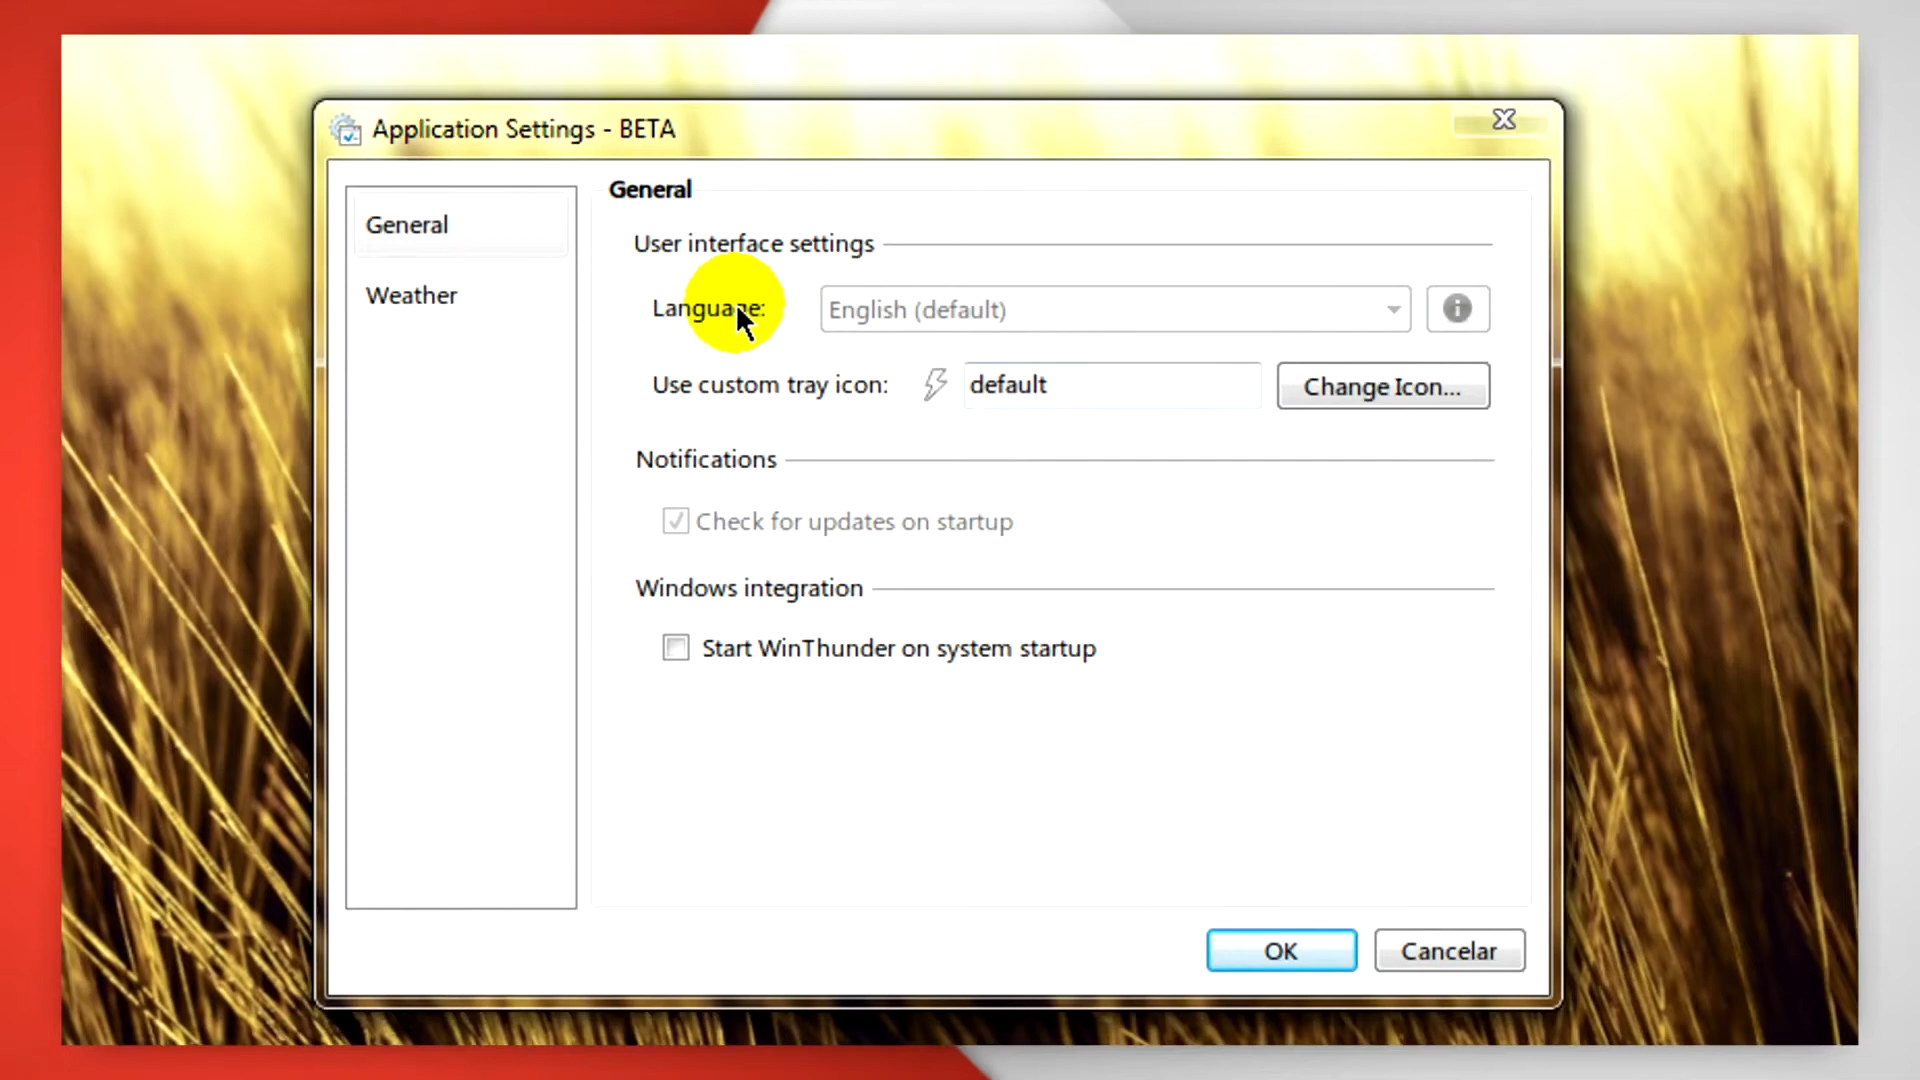 Application Settings - BETA
General
Weather
General
User interface settings
Language:
English (default)
Use custom tray icon:
default
Change Icon...
Notifications
Check for updates on startup
Windows integration
Start WinThunder on system startup
OK
Cancelar